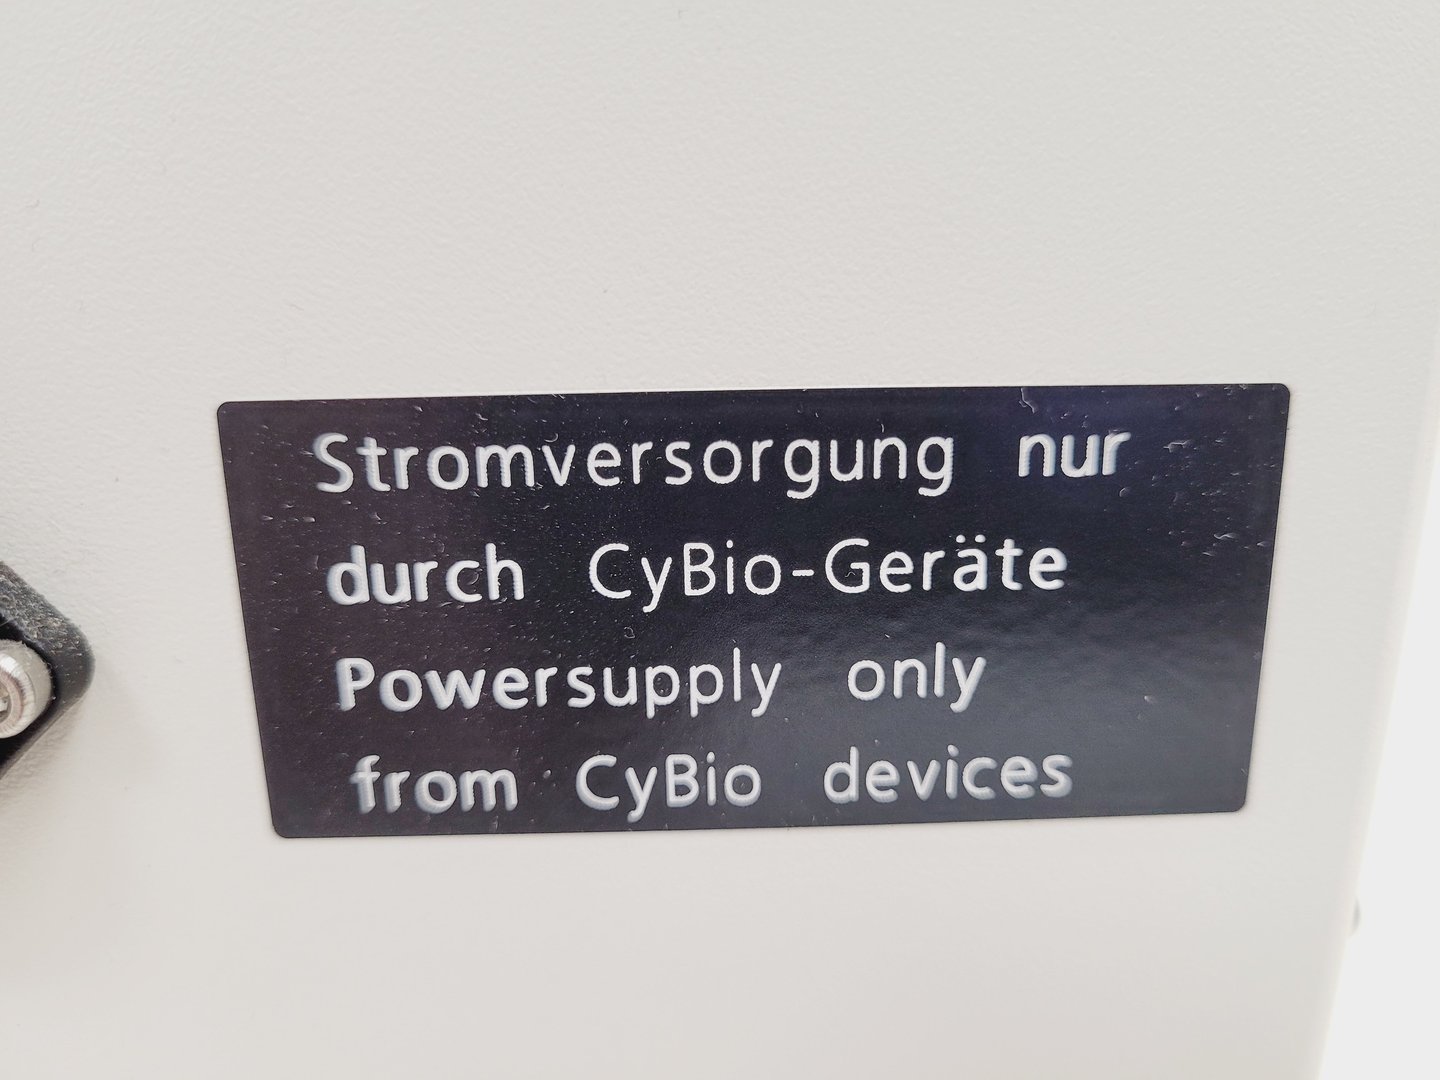 Stromversorgung nur
durch CyBio-Geräte
Powersupply only
from CyBio devices